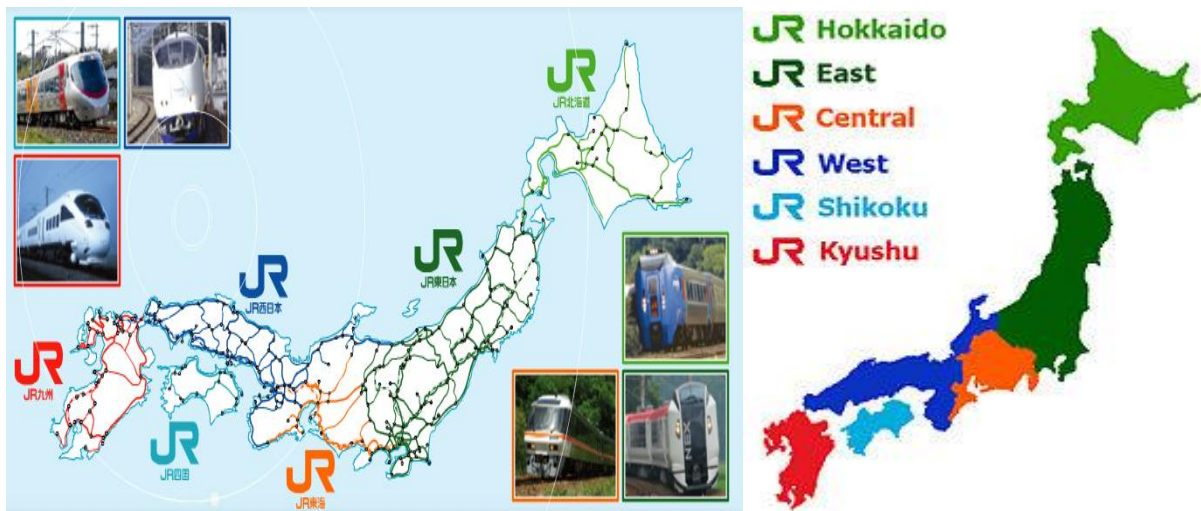 JR
JR北海道
JR
JR東日本
JR
JR西日本
JR
JR九州
JR
JR四国
JR
JR東海
NEX
JR Hokkaido
JR East
JR Central
JR West
JR Shikoku
JR Kyushu